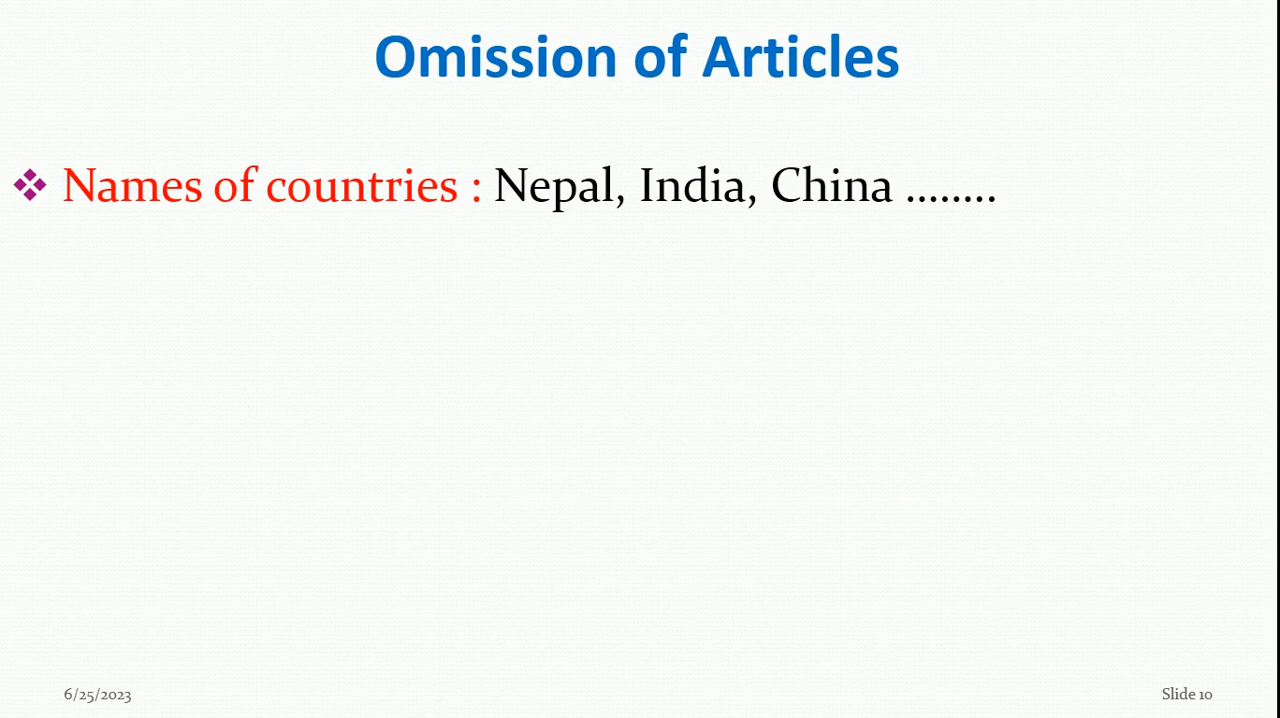 Omission of Articles
❖ Names of countries : Nepal, India, China ........
6/25/2023
Slide 10